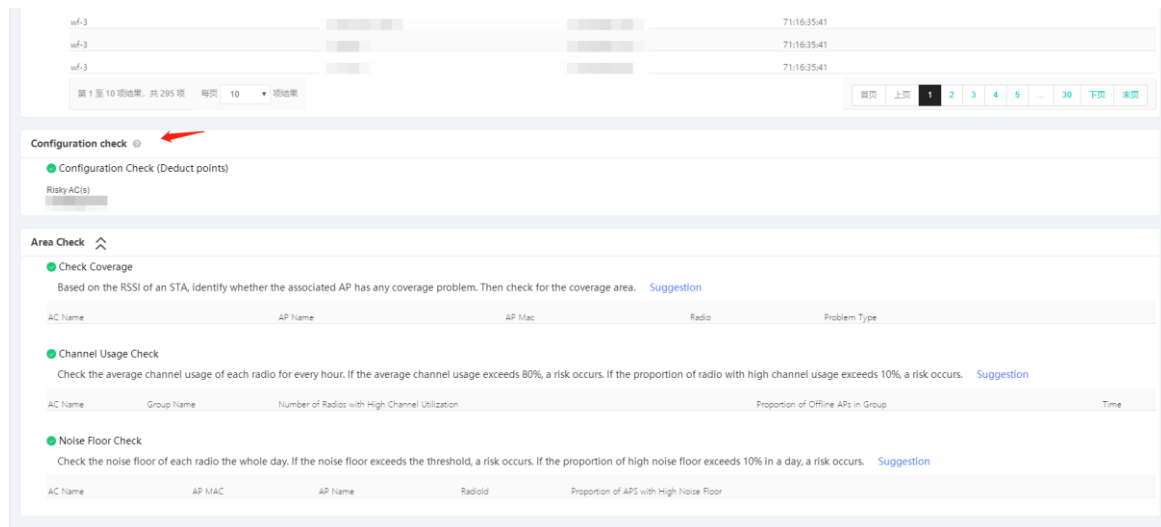 wf-3 71:16:35:41
wf-3 71:16:35:41
wf-3 71:16:35:41
第 1 至 10 项结果，共 295 项 每页 10 项结果 首页 上页 1 2 3 4 5 ... 30 下页 末页
Configuration check
Configuration Check (Deduct points)
Risky AC(s)
Area Check
Check Coverage
Based on the RSSI of an STA, identify whether the associated AP has any coverage problem. Then check for the coverage area. Suggestion
AC Name AP Name AP Mac Radio Problem Type
Channel Usage Check
Check the average channel usage of each radio for every hour. If the average channel usage exceeds 80%, a risk occurs. If the proportion of radio with high channel usage exceeds 10%, a risk occurs. Suggestion
AC Name Group Name Number of Radios with High Channel Utilization Proportion of Offline APs in Group Time
Noise Floor Check
Check the noise floor of each radio the whole day. If the noise floor exceeds the threshold, a risk occurs. If the proportion of high noise floor exceeds 10% in a day, a risk occurs. Suggestion
AC Name AP MAC AP Name RadioId Proportion of APS with High Noise Floor